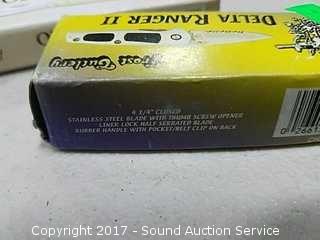 DELTA RANGER II
Frost Cutlery
4 1/4" CLOSED
STAINLESS STEEL BLADE WITH THUMB SCREW OPENER
LINER LOCK HALF SERRATED BLADE
RUBBER HANDLE WITH POCKET/BELT CLIP ON BACK
Copyright 2017 - Sound Auction Service